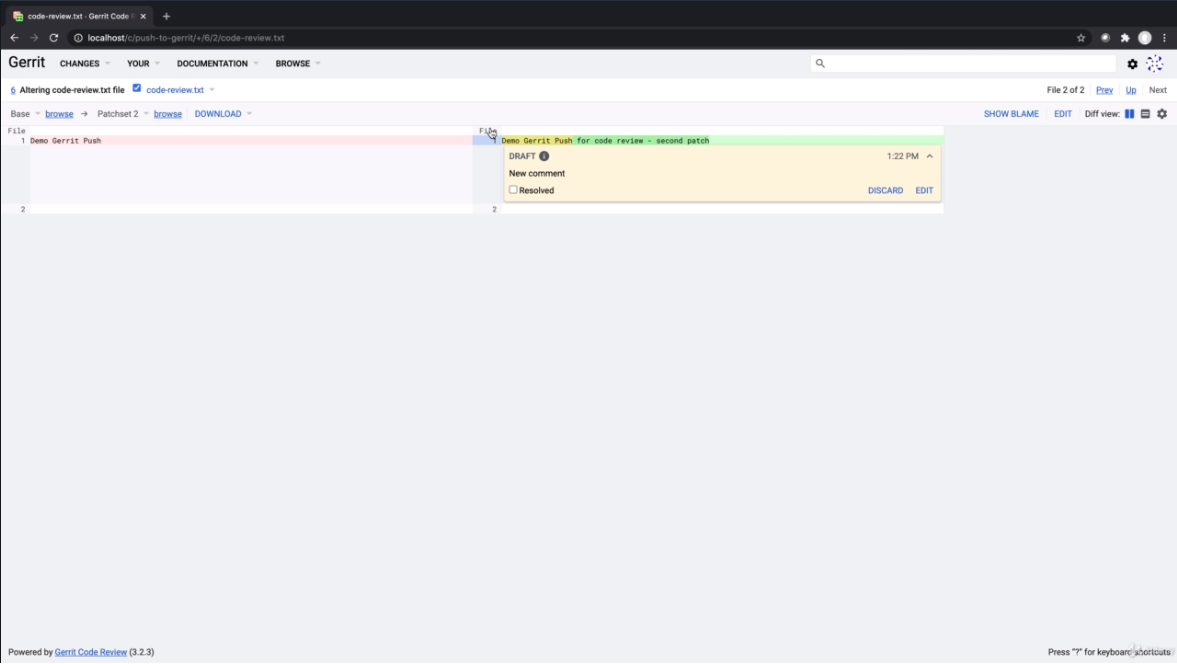 code-review.txt · Gerrit Code R
localhost/c/push-to-gerrit/+/6/2/code-review.txt
Gerrit CHANGES YOUR DOCUMENTATION BROWSE
6 Altering code-review.txt file code-review.txt File 2 of 2 Prev Up Next
Base browse → Patchset 2 browse DOWNLOAD SHOW BLAME EDIT Diff view:
File File
1 Demo Gerrit Push 1 Demo Gerrit Push for code review - second patch
DRAFT 1:22 PM
New comment
Resolved DISCARD EDIT
2 2
Powered by Gerrit Code Review (3.2.3) Press "?" for keyboard shortcuts